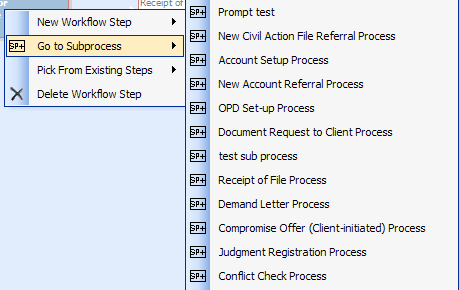 or
Receipt of
New Workflow Step
SP+ Go to Subprocess
Pick From Existing Steps
Delete Workflow Step
SP+ Prompt test
SP+ New Civil Action File Referral Process
SP+ Account Setup Process
SP+ New Account Referral Process
SP+ OPD Set-up Process
SP+ Document Request to Client Process
SP+ test sub process
SP+ Receipt of File Process
SP+ Demand Letter Process
SP+ Compromise Offer (Client-initiated) Process
SP+ Judgment Registration Process
SP+ Conflict Check Process